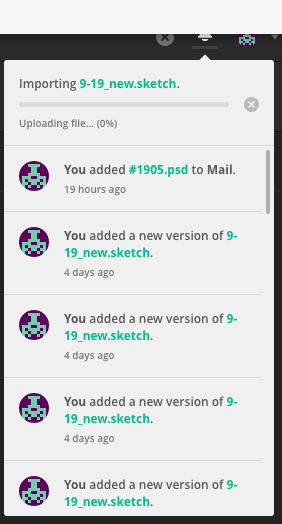 Importing 9-19_new.sketch.
Uploading file... (0%)
You added #1905.psd to Mail.
19 hours ago
You added a new version of 9-
19_new.sketch.
4 days ago
You added a new version of 9-
19_new.sketch.
4 days ago
You added a new version of 9-
19_new.sketch.
4 days ago
You added a new version of 9-
19_new.sketch.